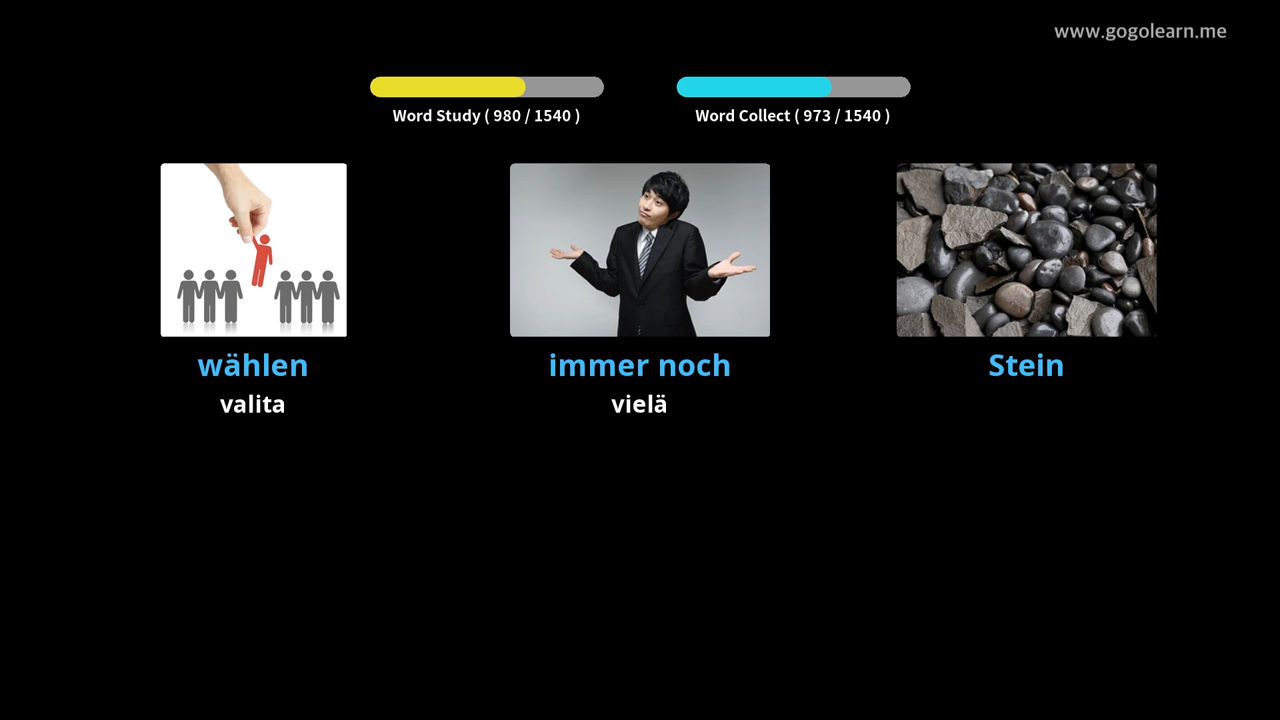 www.gogolearn.me
Word Study ( 980 / 1540 )
Word Collect ( 973 / 1540 )
wählen
valita
immer noch
vielä
Stein